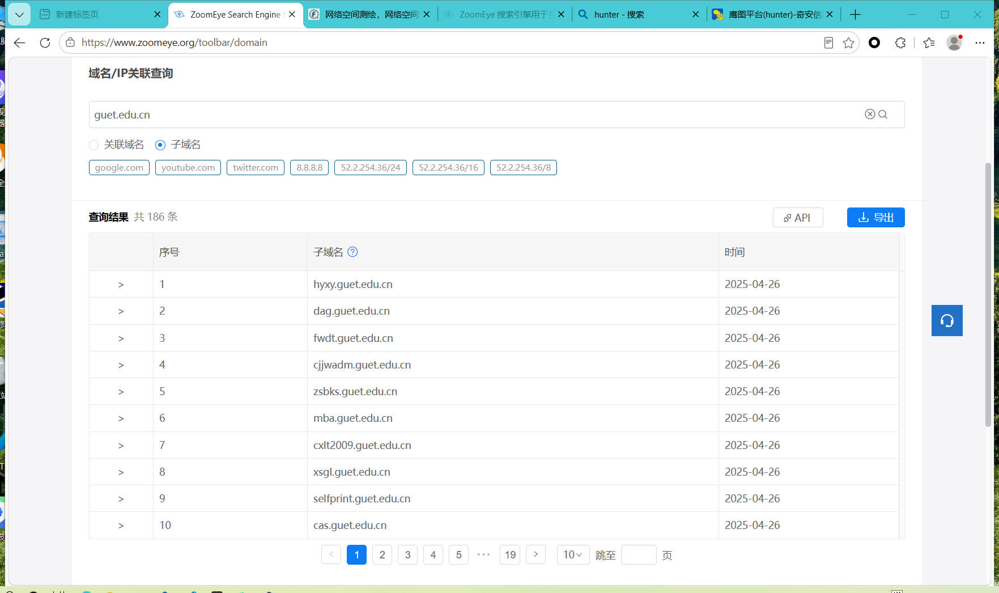 新建标签页
ZoomEye Search Engine f
网络空间测绘，网络空间
ZoomEye 搜索引擎用于互
hunter - 搜索
鹰图平台(hunter)-奇安信
https://www.zoomeye.org/toolbar/domain
域名/IP关联查询
guet.edu.cn
关联域名 子域名
google.com youtube.com twitter.com 8.8.8.8 52.2.254.36/24 52.2.254.36/16 52.2.254.36/8
查询结果 共 186 条
API 导出
序号 子域名 ? 时间
> 1 hyxy.guet.edu.cn 2025-04-26
> 2 dag.guet.edu.cn 2025-04-26
> 3 fwdt.guet.edu.cn 2025-04-26
> 4 cjjwadm.guet.edu.cn 2025-04-26
> 5 zsbks.guet.edu.cn 2025-04-26
> 6 mba.guet.edu.cn 2025-04-26
> 7 cxlt2009.guet.edu.cn 2025-04-26
> 8 xsgl.guet.edu.cn 2025-04-26
> 9 selfprint.guet.edu.cn 2025-04-26
> 10 cas.guet.edu.cn 2025-04-26
< 1 2 3 4 5 ••• 19 > 10 跳至 页